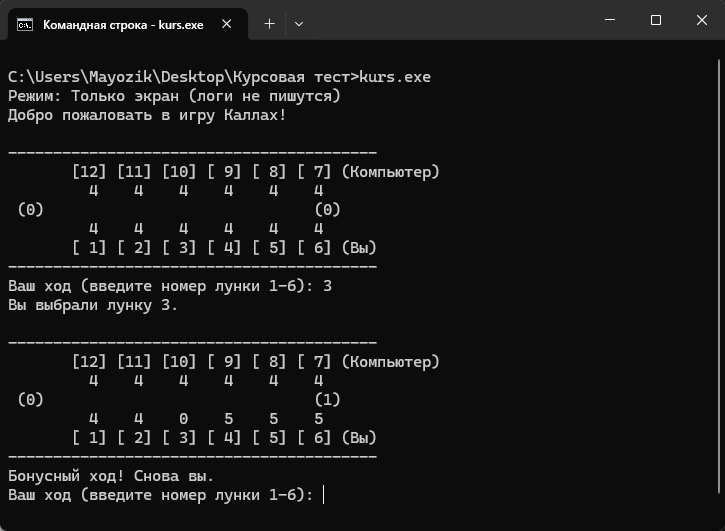 Командная строка - kurs.exe
C:\Users\Mayozik\Desktop\Курсовая тест>kurs.exe
Режим: Только экран (логи не пишутся)
Добро пожаловать в игру Каллах!
-----------------------------------------
[12] [11] [10] [ 9] [ 8] [ 7] (Компьютер)
4 4 4 4 4 4
(0) (0)
4 4 4 4 4 4
[ 1] [ 2] [ 3] [ 4] [ 5] [ 6] (Вы)
-----------------------------------------
Ваш ход (введите номер лунки 1-6): 3
Вы выбрали лунку 3.
-----------------------------------------
[12] [11] [10] [ 9] [ 8] [ 7] (Компьютер)
4 4 4 4 4 4
(0) (1)
4 4 0 5 5 5
[ 1] [ 2] [ 3] [ 4] [ 5] [ 6] (Вы)
-----------------------------------------
Бонусный ход! Снова вы.
Ваш ход (введите номер лунки 1-6):